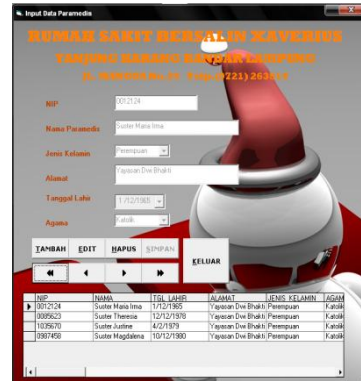 Input Data Paramedis
RUMAH SAKIT BERSALIN XAVERIUS
TANJUNG KARANG BANDAR LAMPUNG
NIP
0012124
Nama Paramedis
Suster Maria Irma
Jenis Kelamin
Perempuan
Alamat
Yayasan Dwi Bhakti
Tanggal Lahir
1 /12/1965
Agama
Katolik
TAMBAH EDIT HAPUS SIMPAN
KELUAR
NIP NAMA TGL_LAHIR ALAMAT JENIS_KELAMIN AGAM
0012124 Suster Maria Irma 1/12/1965 Yayasan Dwi Bhakti Perempuan Katolik
0085623 Suster Theresia 12/12/1978 Yayasan Dwi Bhakti Perempuan Katolik
1035670 Suster Justine 4/2/1979 Yayasan Dwi Bhakti Perempuan Katolik
0987458 Suster Magdalena 10/12/1980 Yayasan Dwi Bhakti Perempuan Katolik